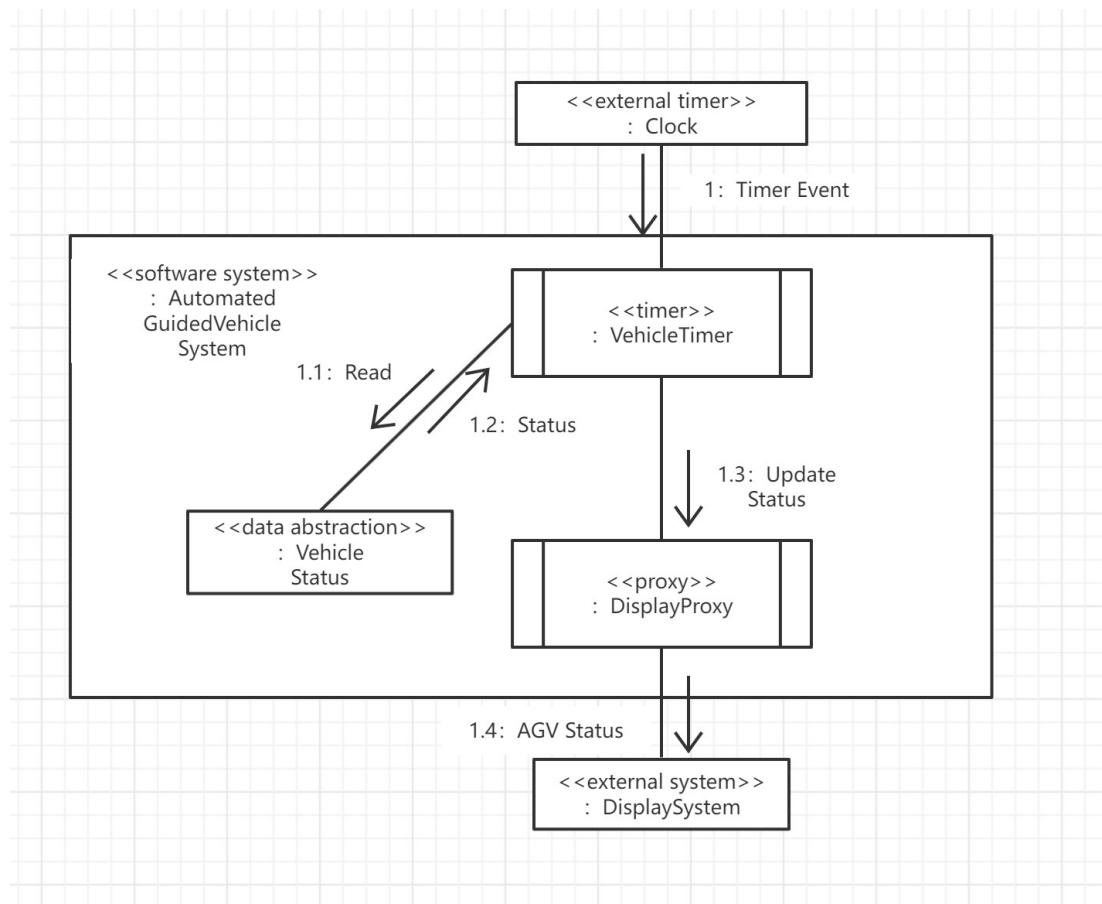 <<external timer>>
: Clock
1: Timer Event
<<software system>>
: Automated
GuidedVehicle
System
<<timer>>
: VehicleTimer
1.1: Read
1.2: Status
1.3: Update
Status
<<data abstraction>>
: Vehicle
Status
<<proxy>>
: DisplayProxy
1.4: AGV Status
<<external system>>
: DisplaySystem